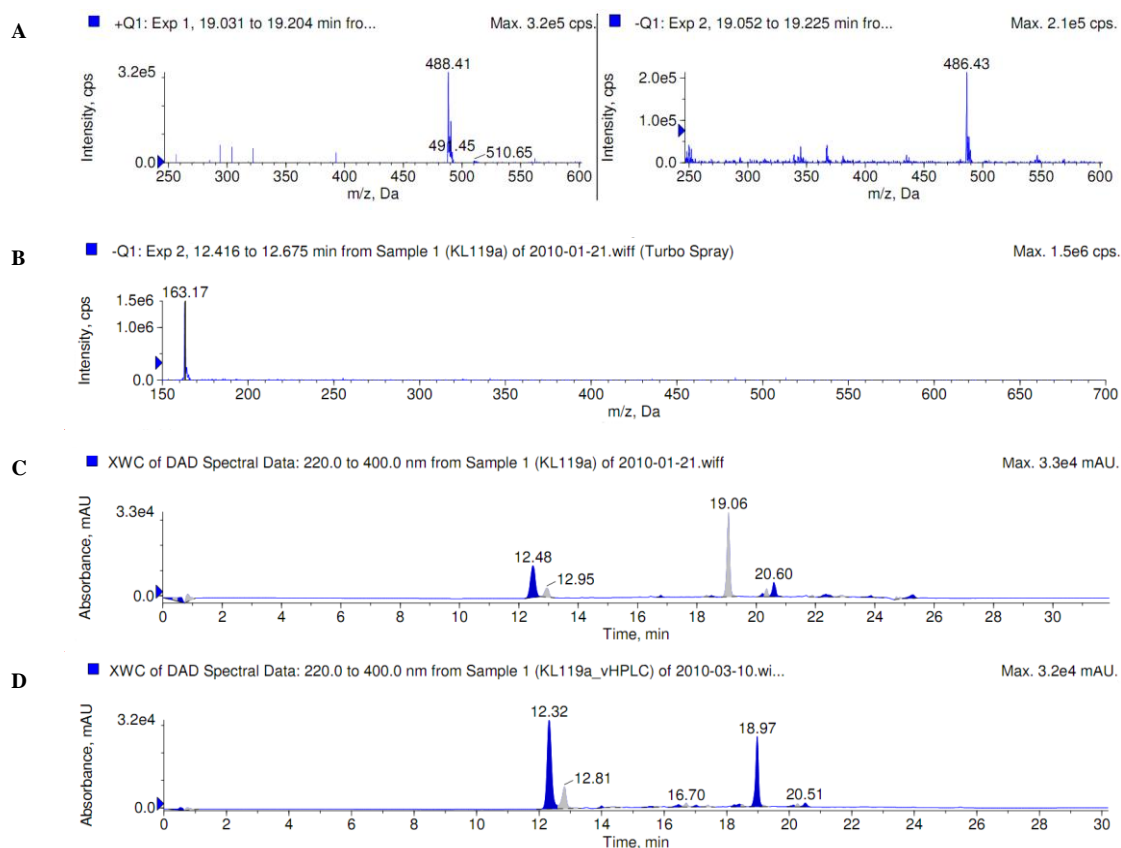 A
+Q1: Exp 1, 19.031 to 19.204 min fro... Max. 3.2e5 cps.
-Q1: Exp 2, 19.052 to 19.225 min fro... Max. 2.1e5 cps.
488.41
486.43
3.2e5
2.0e5
1.0e5
491.45
510.65
0.0
0.0
Intensity, cps
Intensity, cps
250 300 350 400 450 500 550 600
250 300 350 400 450 500 550 600
m/z, Da
m/z, Da
B
-Q1: Exp 2, 12.416 to 12.675 min from Sample 1 (KL119a) of 2010-01-21.wiff (Turbo Spray) Max. 1.5e6 cps.
163.17
1.5e6
1.0e6
0.0
Intensity, cps
150 200 250 300 350 400 450 500 550 600 650 700
m/z, Da
C
XWC of DAD Spectral Data: 220.0 to 400.0 nm from Sample 1 (KL119a) of 2010-01-21.wiff Max. 3.3e4 mAU.
3.3e4
19.06
12.48
12.95
20.60
0.0
Absorbance, mAU
0 2 4 6 8 10 12 14 16 18 20 22 24 26 28 30
Time, min
D
XWC of DAD Spectral Data: 220.0 to 400.0 nm from Sample 1 (KL119a_vHPLC) of 2010-03-10.wi... Max. 3.2e4 mAU.
3.2e4
12.32
18.97
12.81
16.70
20.51
0.0
Absorbance, mAU
0 2 4 6 8 10 12 14 16 18 20 22 24 26 28 30
Time, min